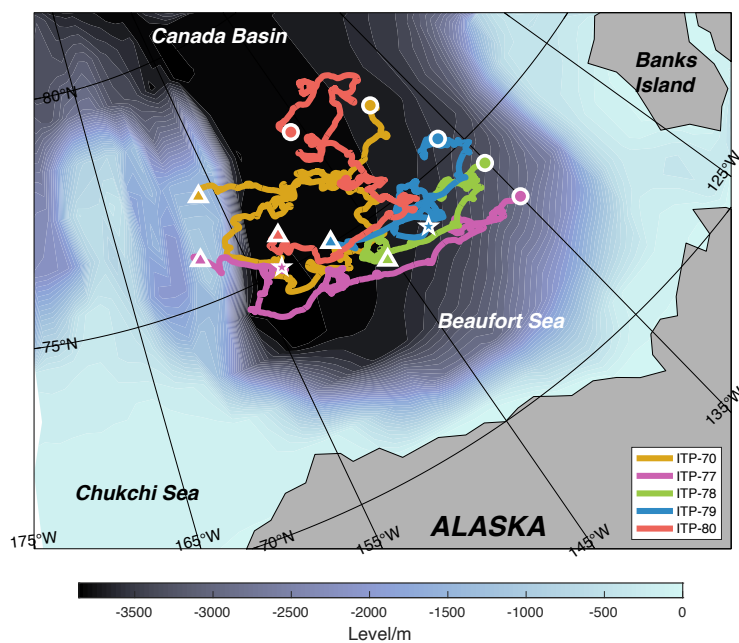 Canada Basin
Banks
Island
80°N
125°W
75°N
Beaufort Sea
135°W
ITP-70
ITP-77
ITP-78
ITP-79
ITP-80
Chukchi Sea
ALASKA
175°W
165°W
70°N
155°W
145°W
-3500 -3000 -2500 -2000 -1500 -1000 -500 0
Level/m